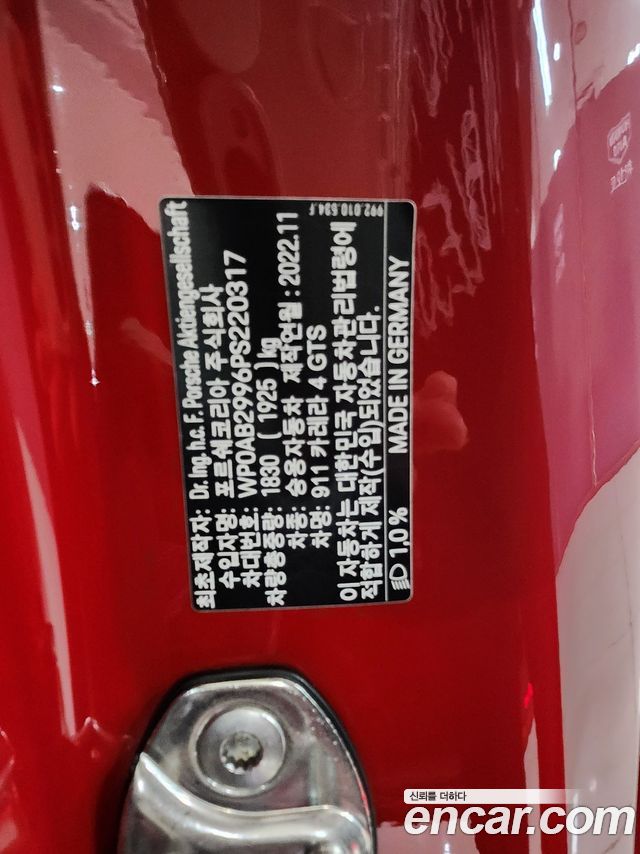 992.010.534.F
최초제작자: Dr. Ing. h.c. F. Porsche Aktiengesellschaft
수입자명: 포르쉐코리아 주식회사
차대번호: WP0AB2996PS220317
차량총중량: 1830 ( 1925 ) kg
차종: 승용자동차 제작연월: 2022.11
차명: 911 카레라 4 GTS
이 자동차는 대한민국 자동차관리법령에
적합하게 제작(수입)되었습니다.
1,0 % MADE IN GERMANY
신뢰를 더하다
encar.com